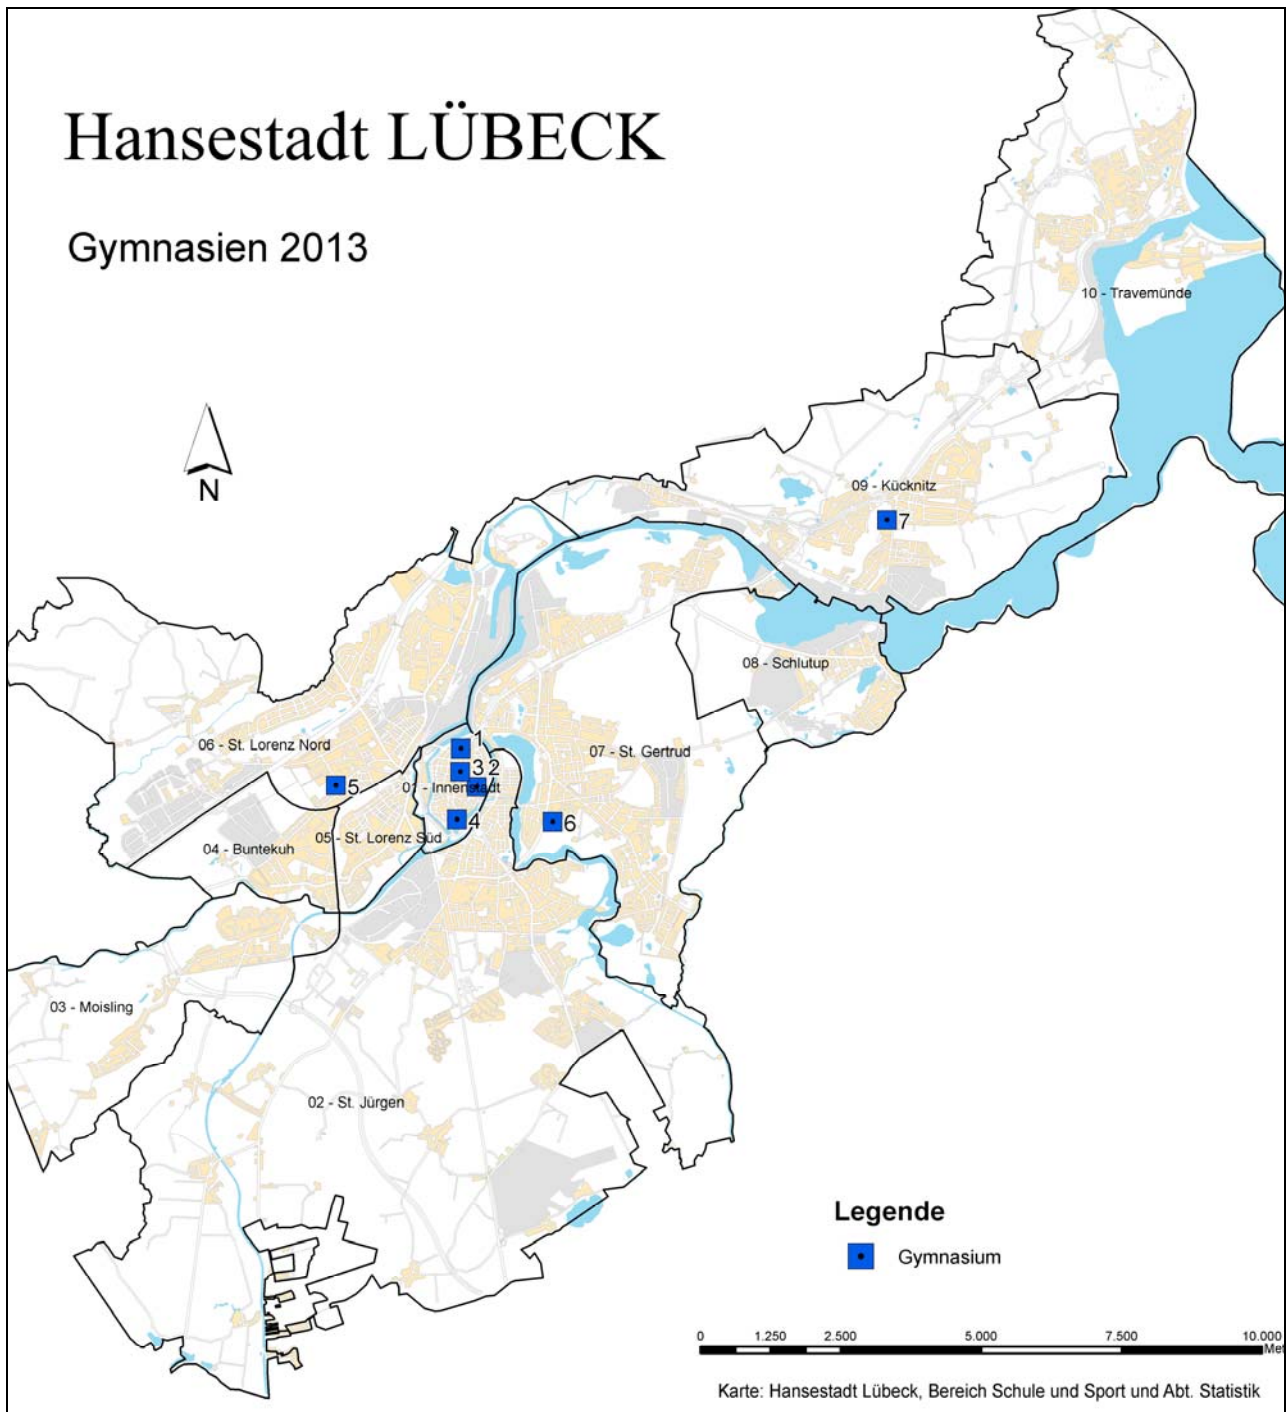 Hansestadt LÜBECK
Gymnasien 2013
10 - Travemünde
N
09 - Kücknitz
7
08 - Schlutup
06 - St. Lorenz Nord
1
07 - St. Gertrud
3 2
5
01 - Innenstadt
4
6
05 - St. Lorenz Süd
04 - Buntekuh
03 - Moisling
02 - St. Jürgen
Legende
Gymnasium
0 1.250 2.500 5.000 7.500 10.000
Met
Karte: Hansestadt Lübeck, Bereich Schule und Sport und Abt. Statistik